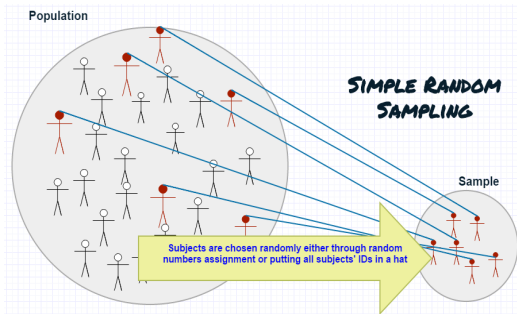 Population
SIMPLE RANDOM
SAMPLING
Sample
Subjects are chosen randomly either through random
numbers assignment or putting all subjects' IDs in a hat